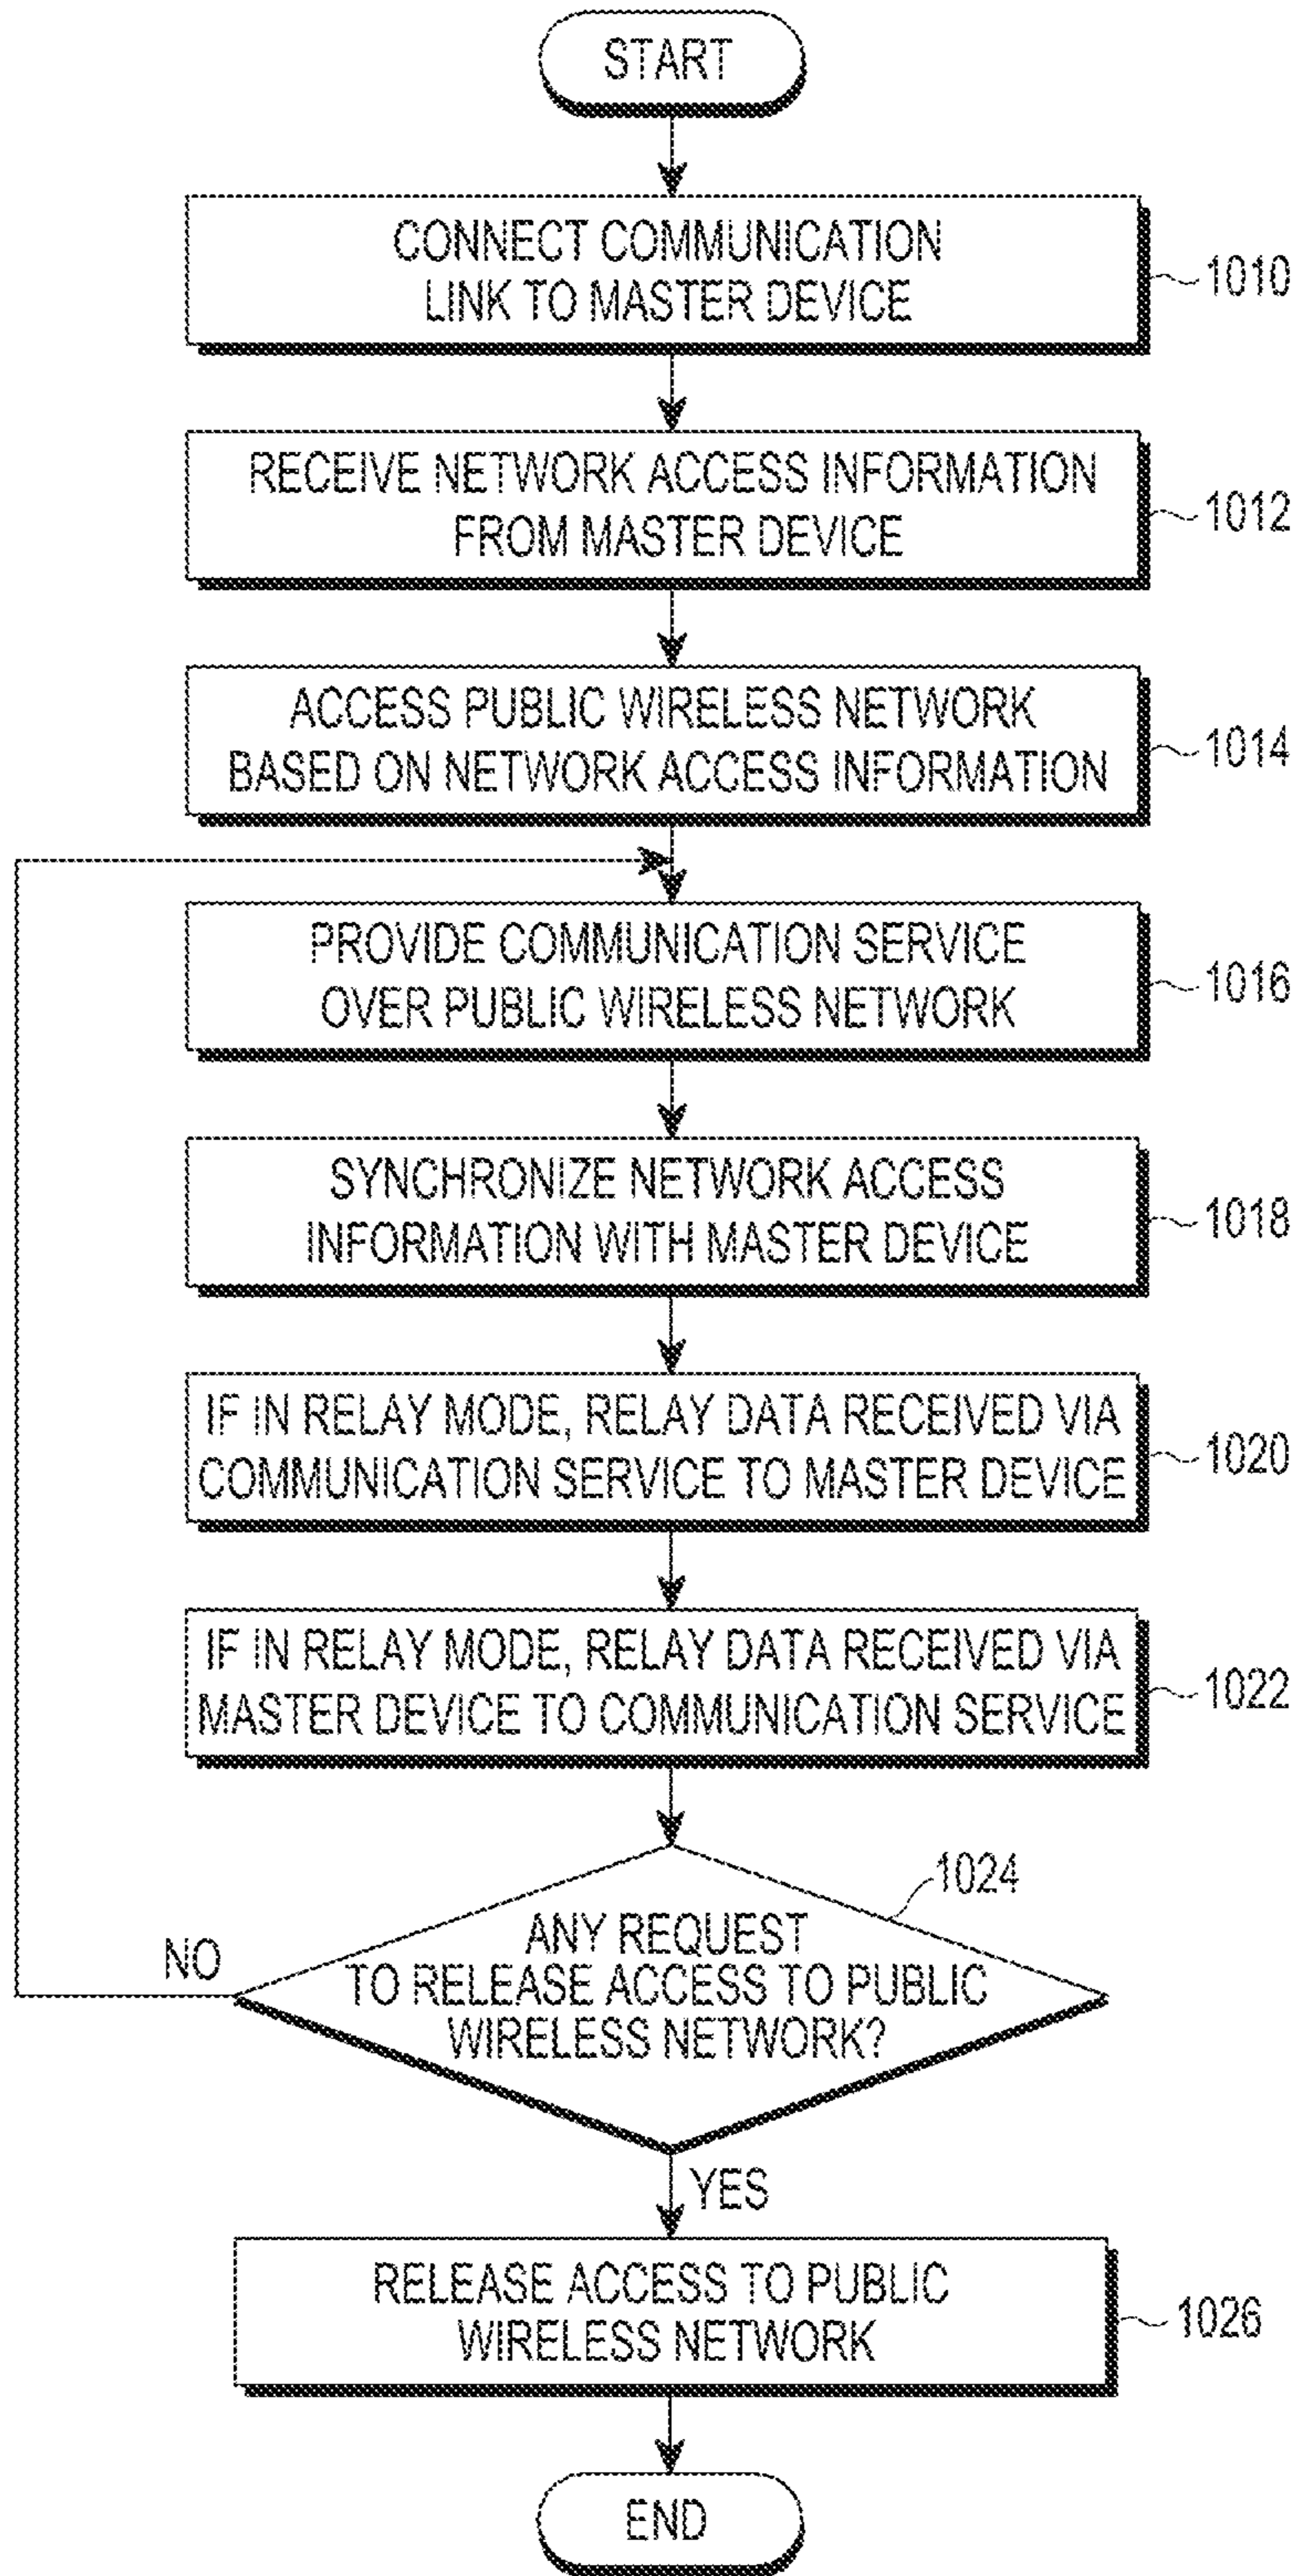 START
CONNECT COMMUNICATION
LINK TO MASTER DEVICE
1010
RECEIVE NETWORK ACCESS INFORMATION
FROM MASTER DEVICE
1012
ACCESS PUBLIC WIRELESS NETWORK
BASED ON NETWORK ACCESS INFORMATION
1014
PROVIDE COMMUNICATION SERVICE
OVER PUBLIC WIRELESS NETWORK
1016
SYNCHRONIZE NETWORK ACCESS
INFORMATION WITH MASTER DEVICE
1018
IF IN RELAY MODE, RELAY DATA RECEIVED VIA
COMMUNICATION SERVICE TO MASTER DEVICE
1020
IF IN RELAY MODE, RELAY DATA RECEIVED VIA
MASTER DEVICE TO COMMUNICATION SERVICE
1022
1024
ANY REQUEST
TO RELEASE ACCESS TO PUBLIC
WIRELESS NETWORK?
NO
YES
RELEASE ACCESS TO PUBLIC
WIRELESS NETWORK
1026
END